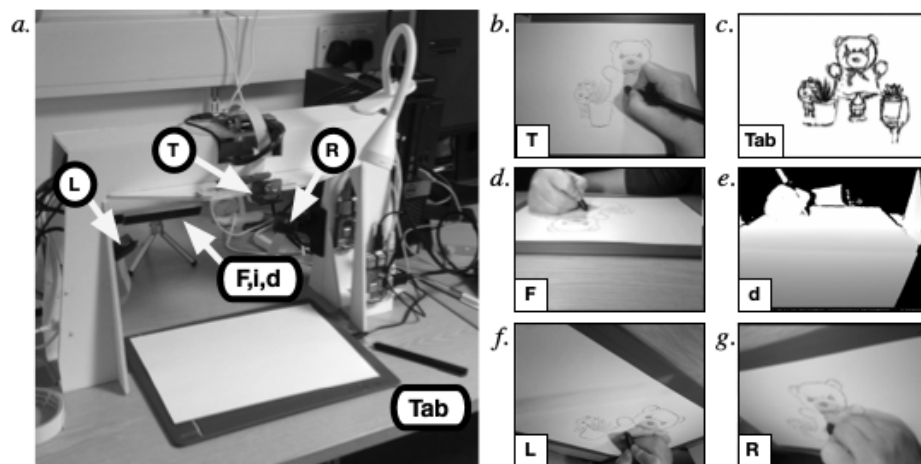 a.
T
R
L
F,i,d
Tab
b.
T
c.
Tab
d.
F
e.
d
f.
L
g.
R